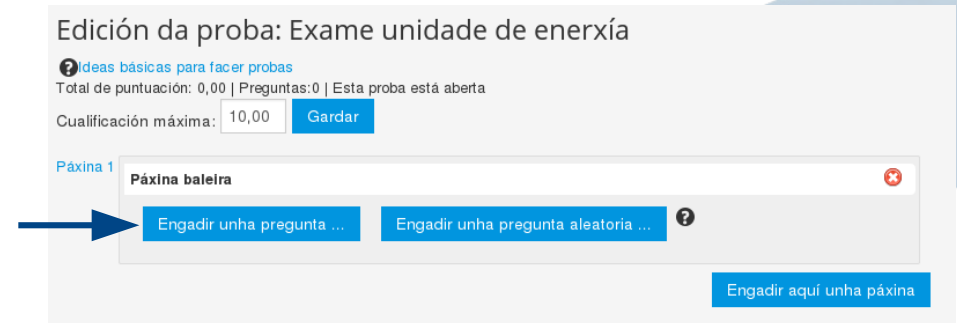 Edición da proba: Exame unidade de enerxía
Ideas básicas para facer probas
Total de puntuación: 0,00 | Preguntas:0 | Esta proba está aberta
Cualificación máxima: 10,00 Gardar
Páxina 1
Páxina baleira
Engadir unha pregunta ... Engadir unha pregunta aleatoria ...
Engadir aquí unha páxina